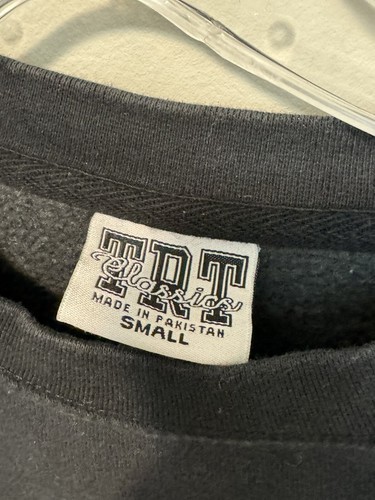 TRT
Classics
MADE IN PAKISTAN
SMALL